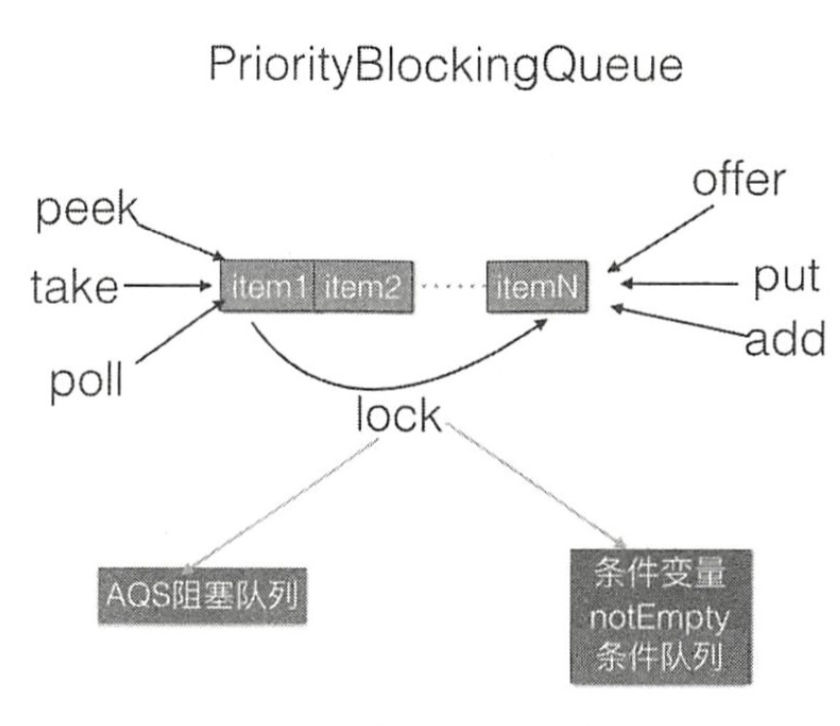 PriorityBlockingQueue
peek
offer
take
item1
item2
itemN
put
add
poll
lock
AQS阻塞队列
条件变量
notEmpty
条件队列